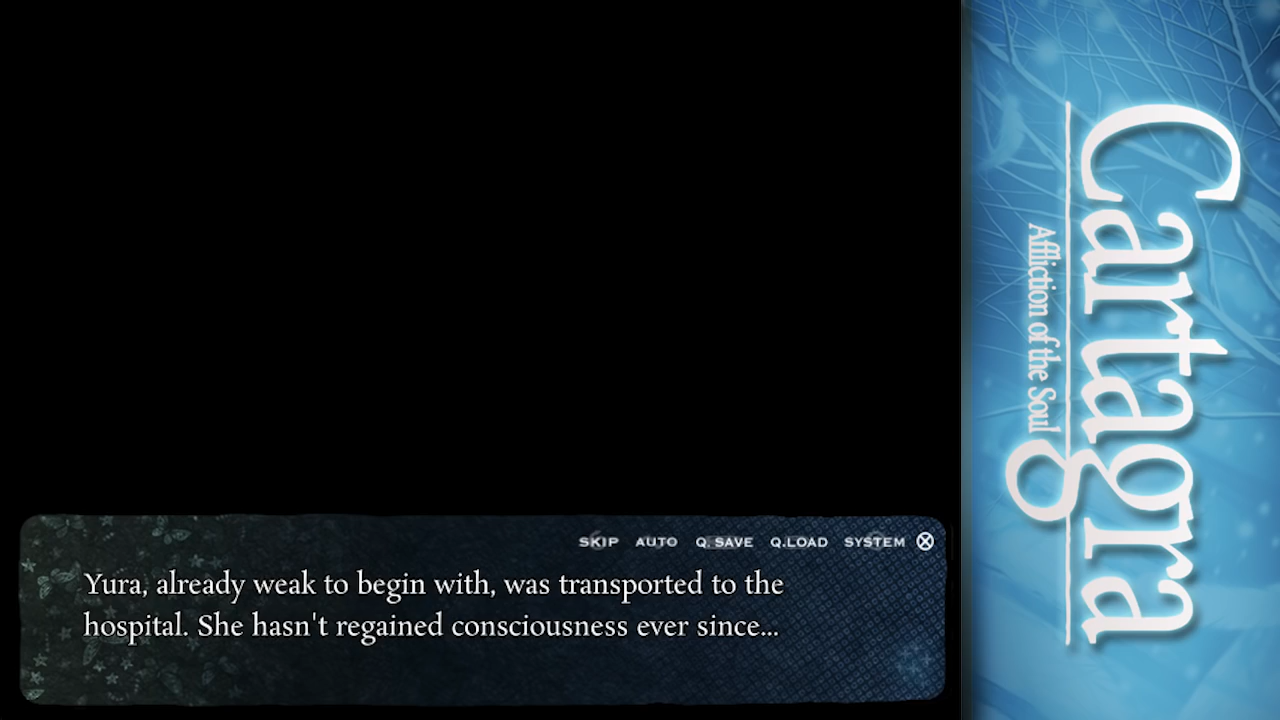 SKIP AUTO Q.SAVE Q.LOAD SYSTEM
Yura, already weak to begin with, was transported to the
hospital. She hasn't regained consciousness ever since...
Cartagra
Affliction of the Soul